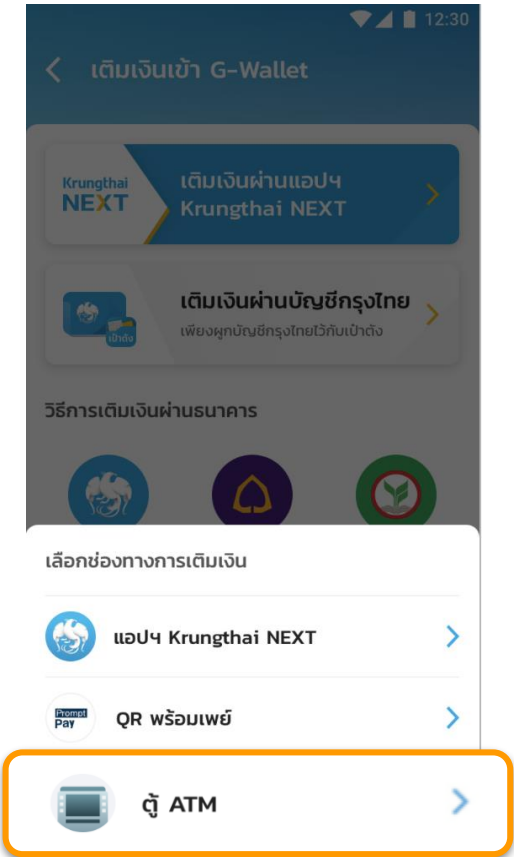 12:30
เติมเงินเข้า G-Wallet
Krungthai
NEXT
เติมเงินผ่านแอปฯ
Krungthai NEXT
เติมเงินผ่านบัญชีกรุงไทย
เพียงผูกบัญชีกรุงไทยไว้กับเป๋าตัง
เป๋าตัง
วิธีการเติมเงินผ่านธนาคาร
เลือกช่องทางการเติมเงิน
แอปฯ Krungthai NEXT
Prompt
Pay
QR พร้อมเพย์
ตู้ ATM